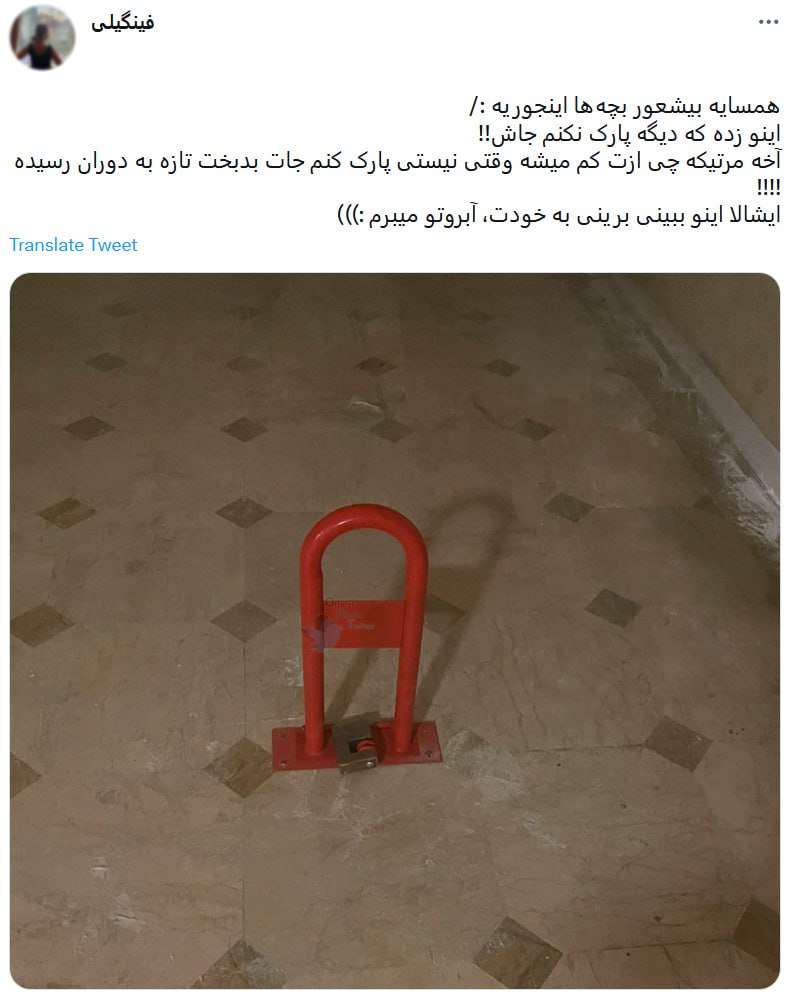 فینگیلی
همسایه بیشعور بچه‌ها اینجوریه :/
اینو زده که دیگه پارک نکنم جاش!!
آخه مرتیکه چی ازت کم میشه وقتی نیستی پارک کنم جات بدبخت تازه به دوران رسیده
!!!!
ایشالا اینو ببینی برینی به خودت، آبروتو میبرم :)))
Translate Tweet
Twitter